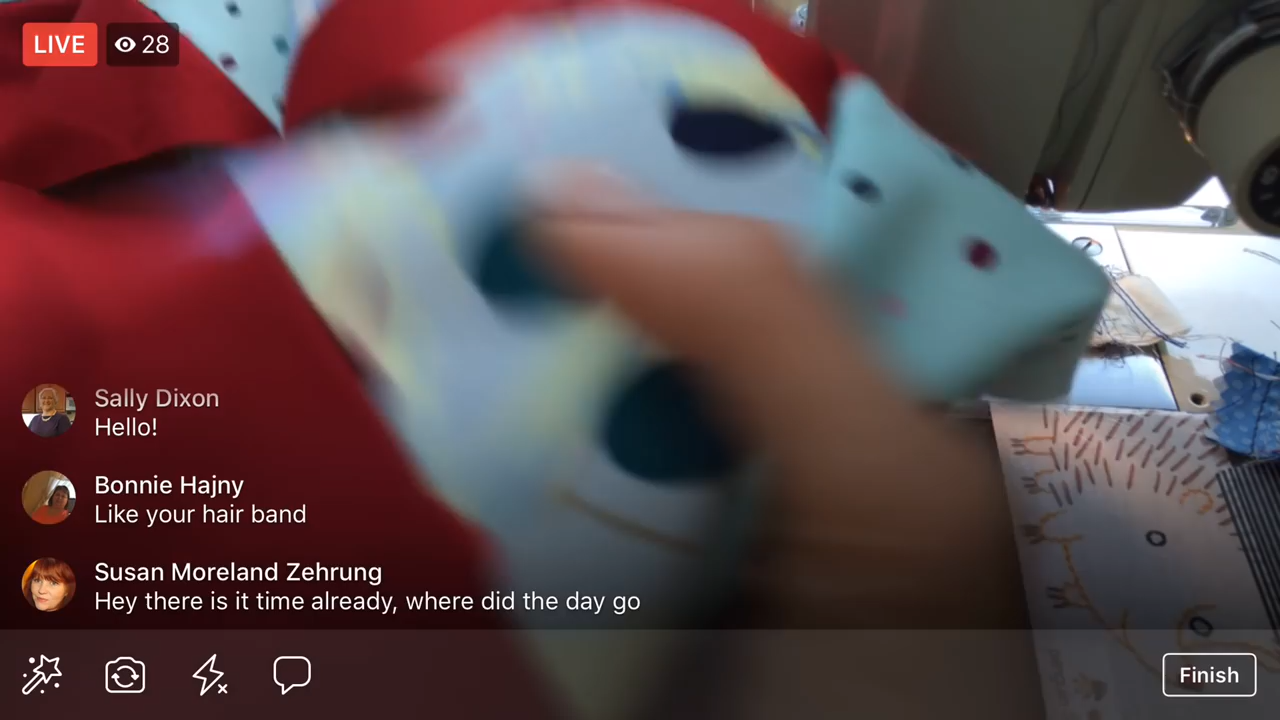 LIVE 28
Sally Dixon
Hello!
Bonnie Hajny
Like your hair band
Susan Moreland Zehrung
Hey there is it time already, where did the day go
Finish